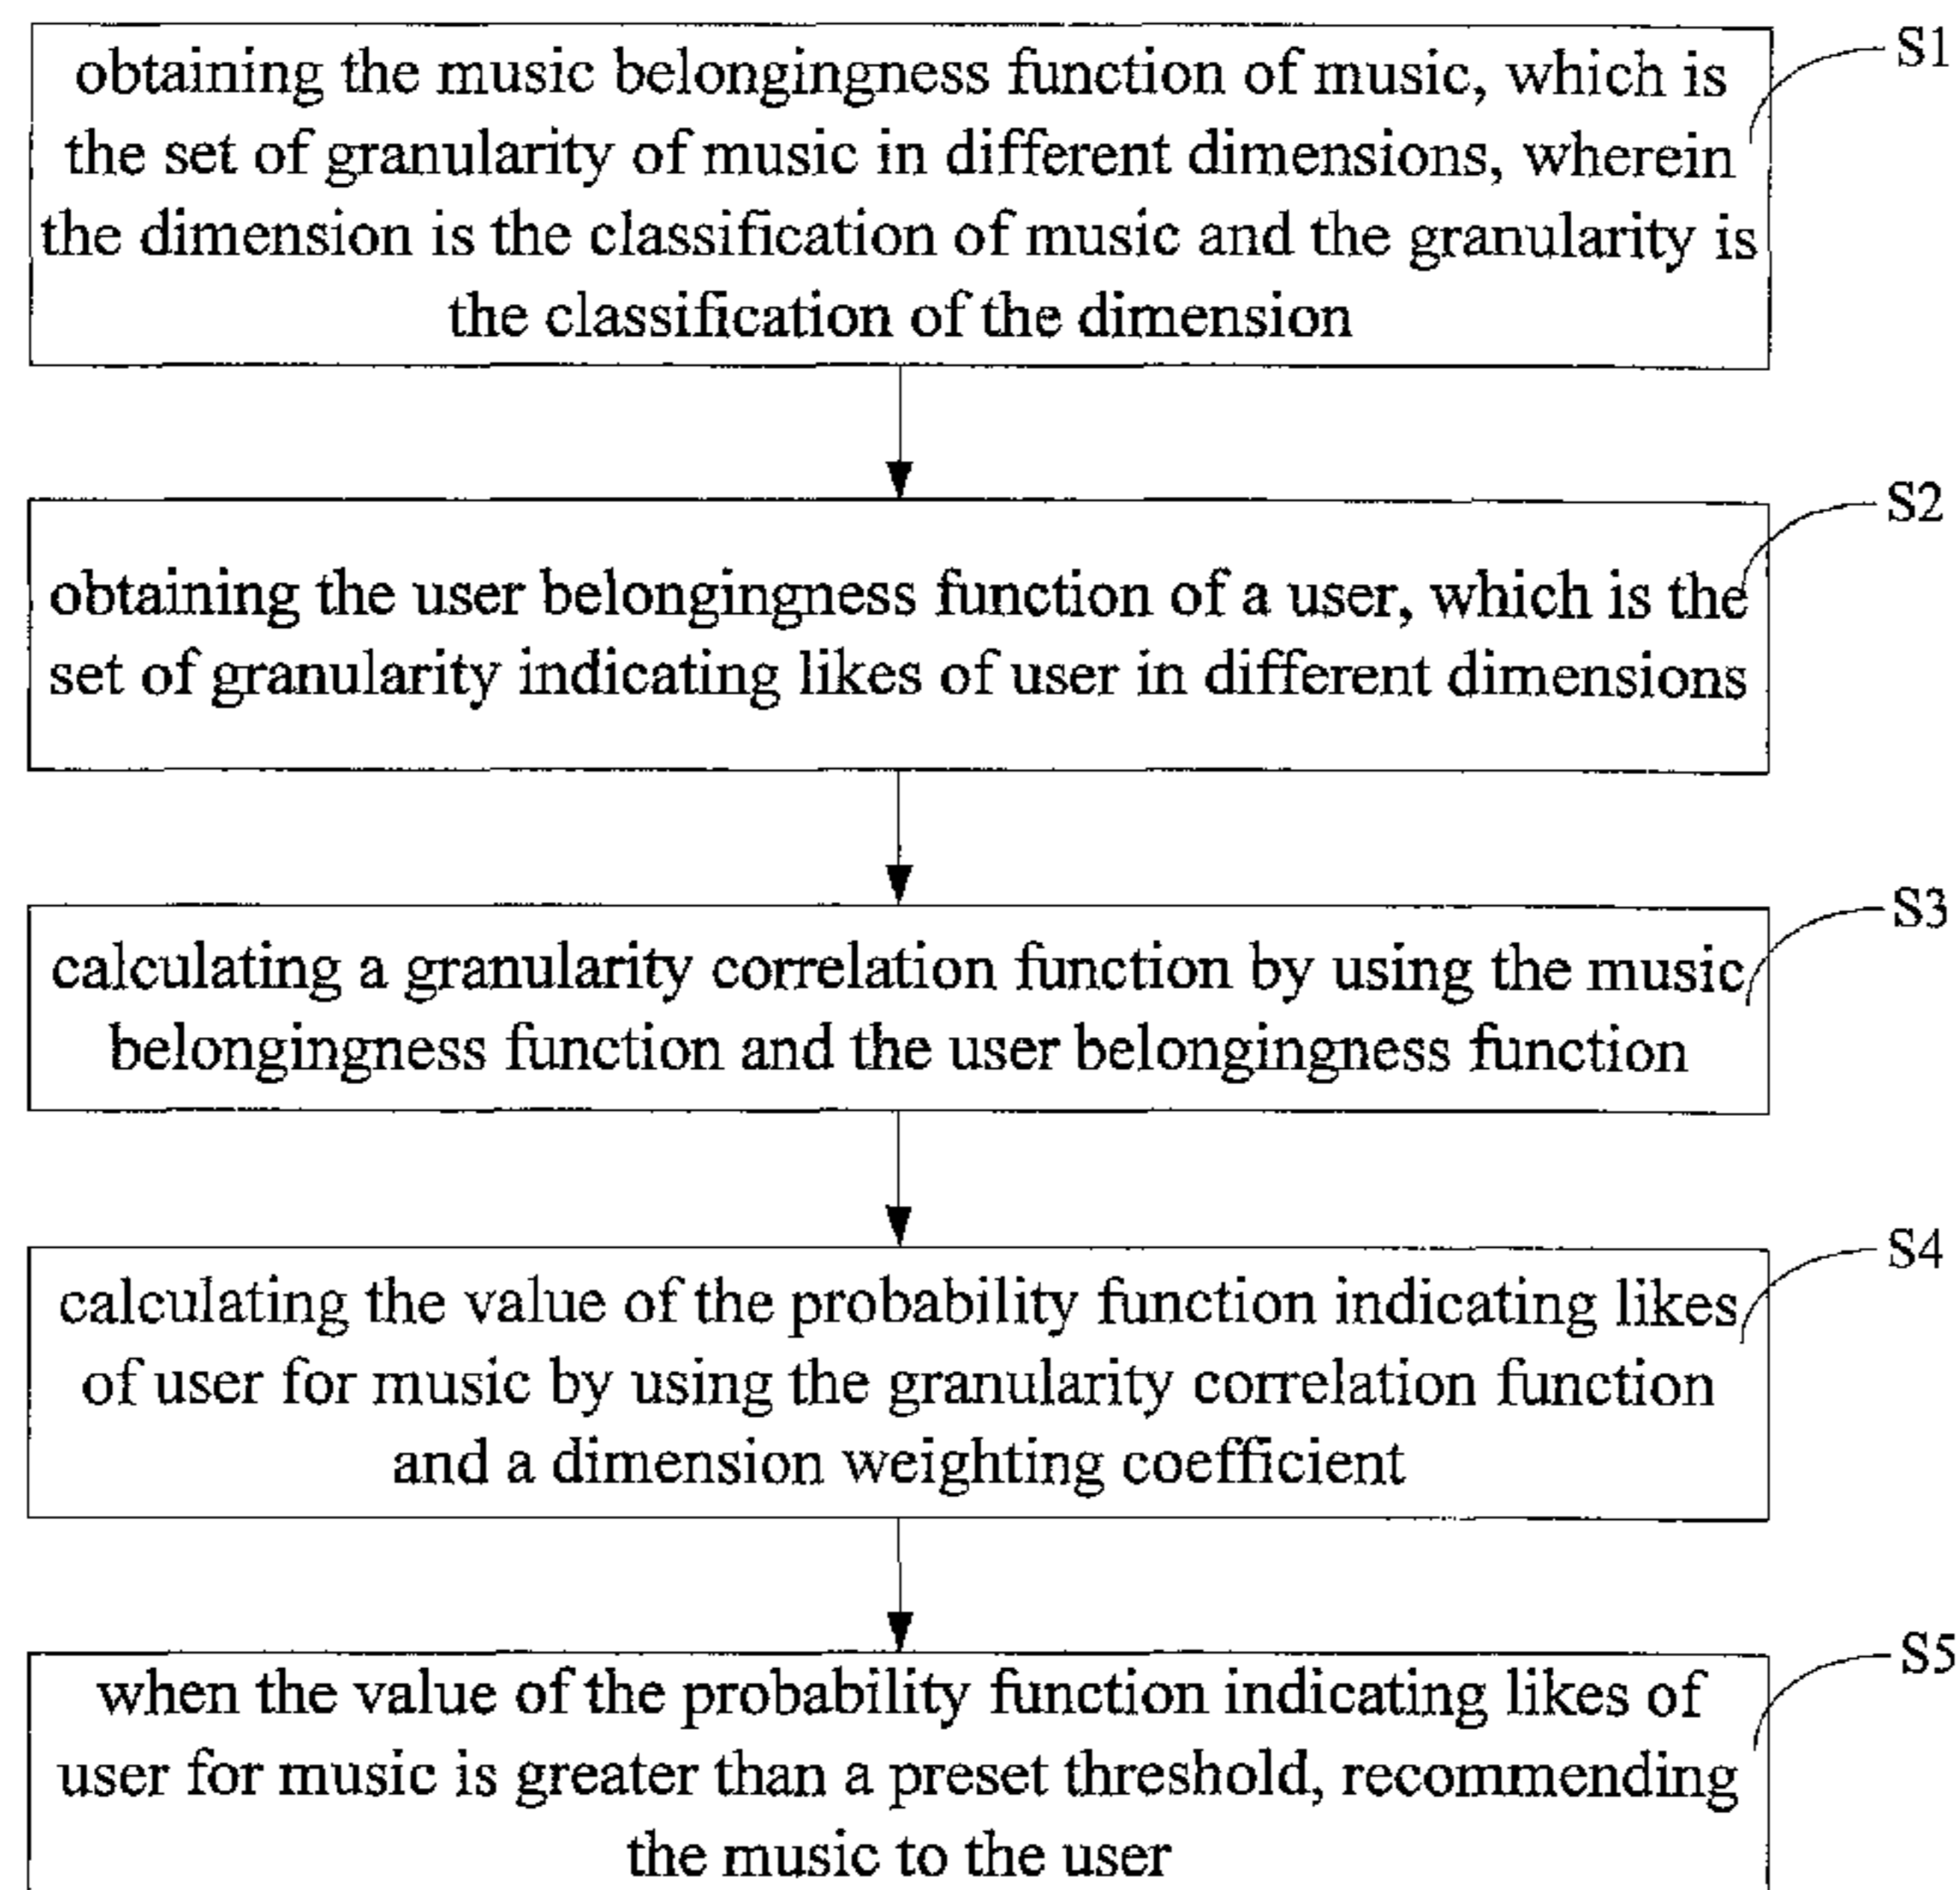 obtaining the music belongingness function of music, which is
the set of granularity of music in different dimensions, wherein
the dimension is the classification of music and the granularity is
the classification of the dimension
S1
obtaining the user belongingness function of a user, which is the
set of granularity indicating likes of user in different dimensions
S2
calculating a granularity correlation function by using the music
belongingness function and the user belongingness function
S3
calculating the value of the probability function indicating likes
of user for music by using the granularity correlation function
and a dimension weighting coefficient
S4
when the value of the probability function indicating likes of
user for music is greater than a preset threshold, recommending
the music to the user
S5